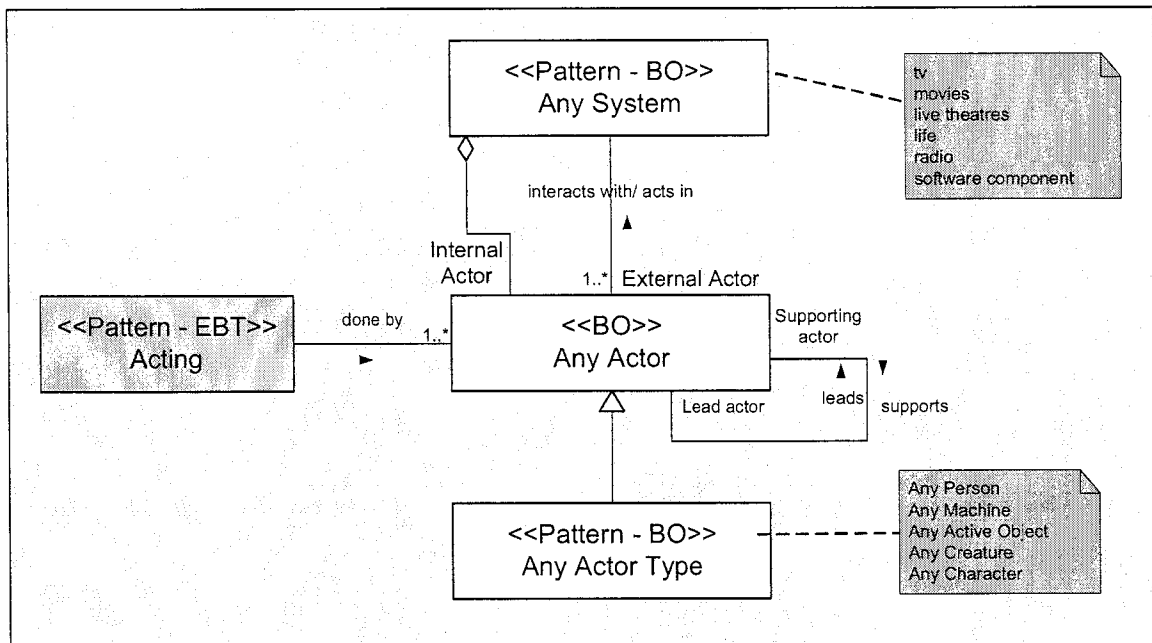 <<Pattern - BO>>
Any System
tv
movies
live theatres
life
radio
software component
interacts with/ acts in
Internal
Actor
1..*
External Actor
<<Pattern - EBT>>
Acting
done by
1..*
<<BO>>
Any Actor
Supporting
actor
Lead actor
leads
supports
<<Pattern - BO>>
Any Actor Type
Any Person
Any Machine
Any Active Object
Any Creature
Any Character